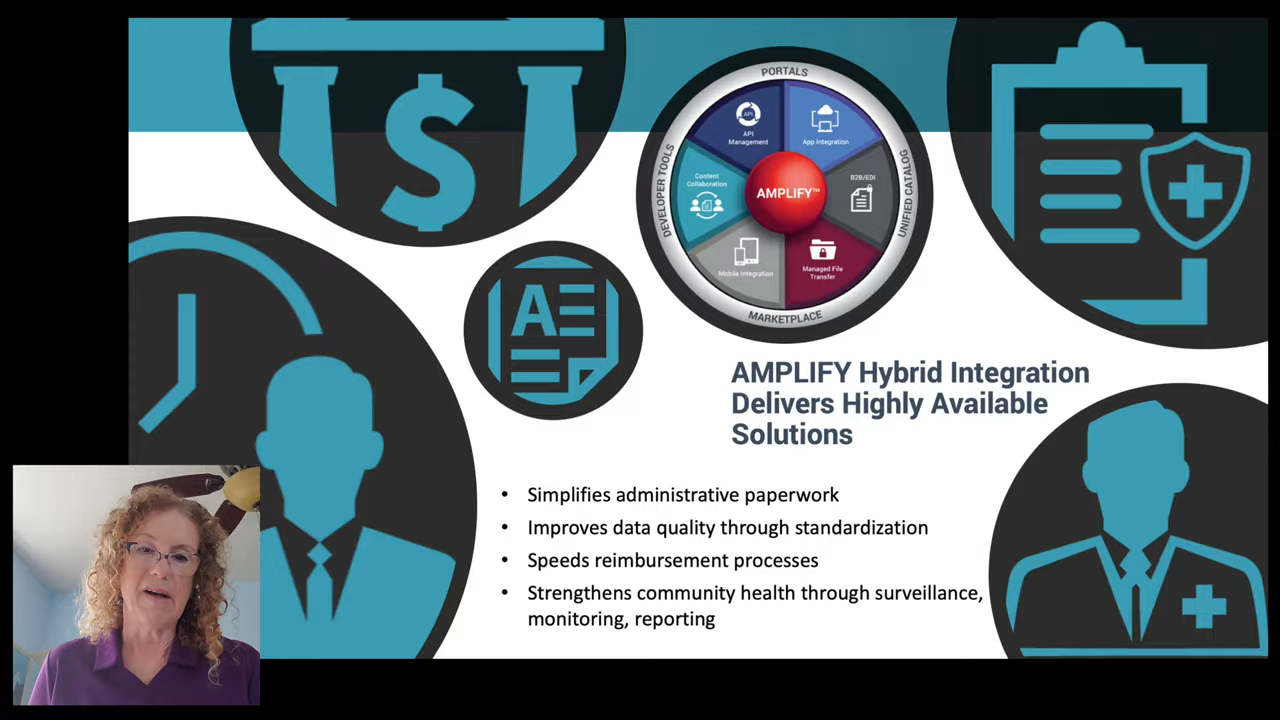 PORTALS
API
API
Management
App Integration
DEVELOPER TOOLS
Content
Collaboration
AMPLIFY™
B2B/EDI
UNIFIED CATALOG
Mobile Integration
Managed File
Transfer
MARKETPLACE
$
A
AMPLIFY Hybrid Integration
Delivers Highly Available
Solutions
• Simplifies administrative paperwork
• Improves data quality through standardization
• Speeds reimbursement processes
• Strengthens community health through surveillance,
monitoring, reporting